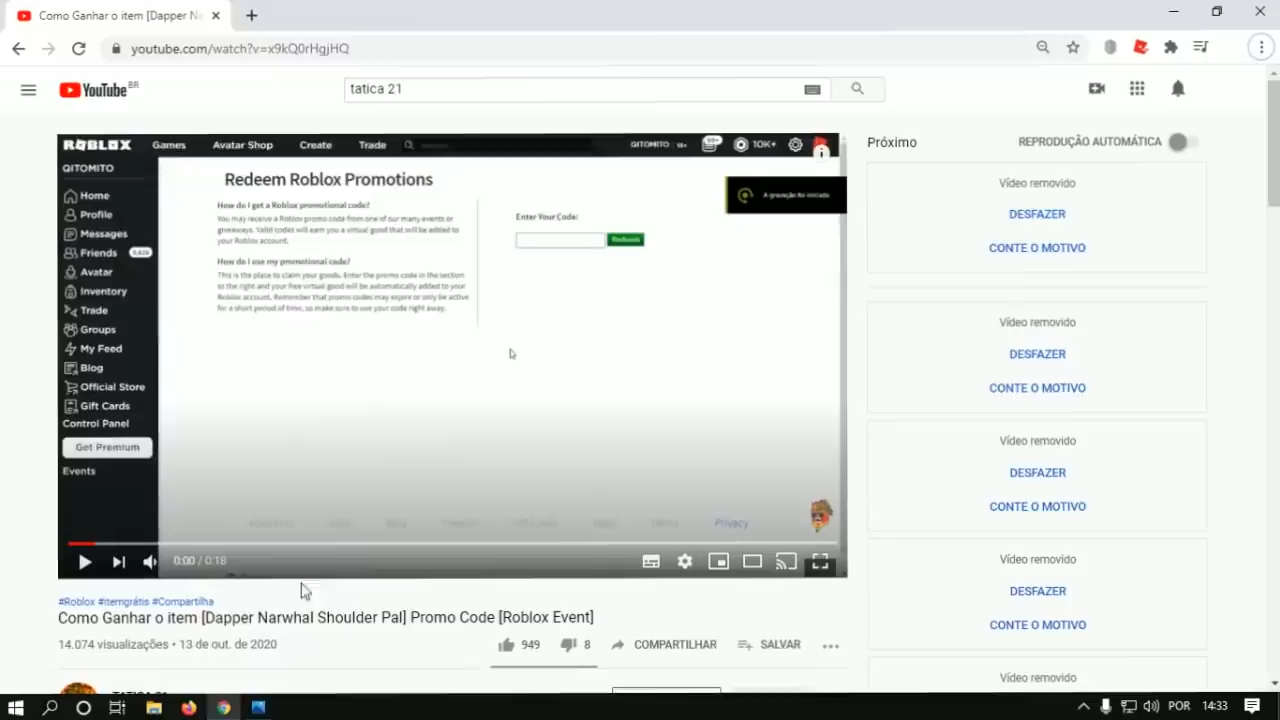 Como Ganhar o item [Dapper Na
youtube.com/watch?v=x9kQ0rHgjHQ
YouTube BR
tatica 21
ROBLOX Games Avatar Shop Create Trade GITOMITO : 13+ 99+ 10K+
GITOMITO
Home
Profile
Messages
Friends
Avatar
Inventory
Trade
Groups
My Feed
Blog
Official Store
Gift Cards
Control Panel
Get Premium
Events
Redeem Roblox Promotions
How do I get a Roblox promotional code?
You may receive a Roblox promo code from one of our many events or
giveaways. Valid codes will earn you a virtual good that will be added to
your Roblox account.
How do I use my promotional code?
This is the place to claim your goods. Enter the promo code in the section
to the right and your free virtual good will be automatically added to your
Roblox account. Remember that promo codes may expire or only be active
for a short period of time, so make sure to use your code right away.
Enter Your Code:
Redeem
A gravação foi iniciada
Privacy
0:00 / 0:18
#Roblox #itemgrátis #Compartilha
Como Ganhar o item [Dapper Narwhal Shoulder Pal] Promo Code [Roblox Event]
14.074 visualizações • 13 de out. de 2020
949 8 COMPARTILHAR SALVAR
TATICA 21
Próximo REPRODUÇÃO AUTOMÁTICA
Vídeo removido
DESFAZER
CONTE O MOTIVO
Vídeo removido
DESFAZER
CONTE O MOTIVO
Vídeo removido
DESFAZER
CONTE O MOTIVO
Vídeo removido
DESFAZER
CONTE O MOTIVO
Vídeo removido
POR 14:33